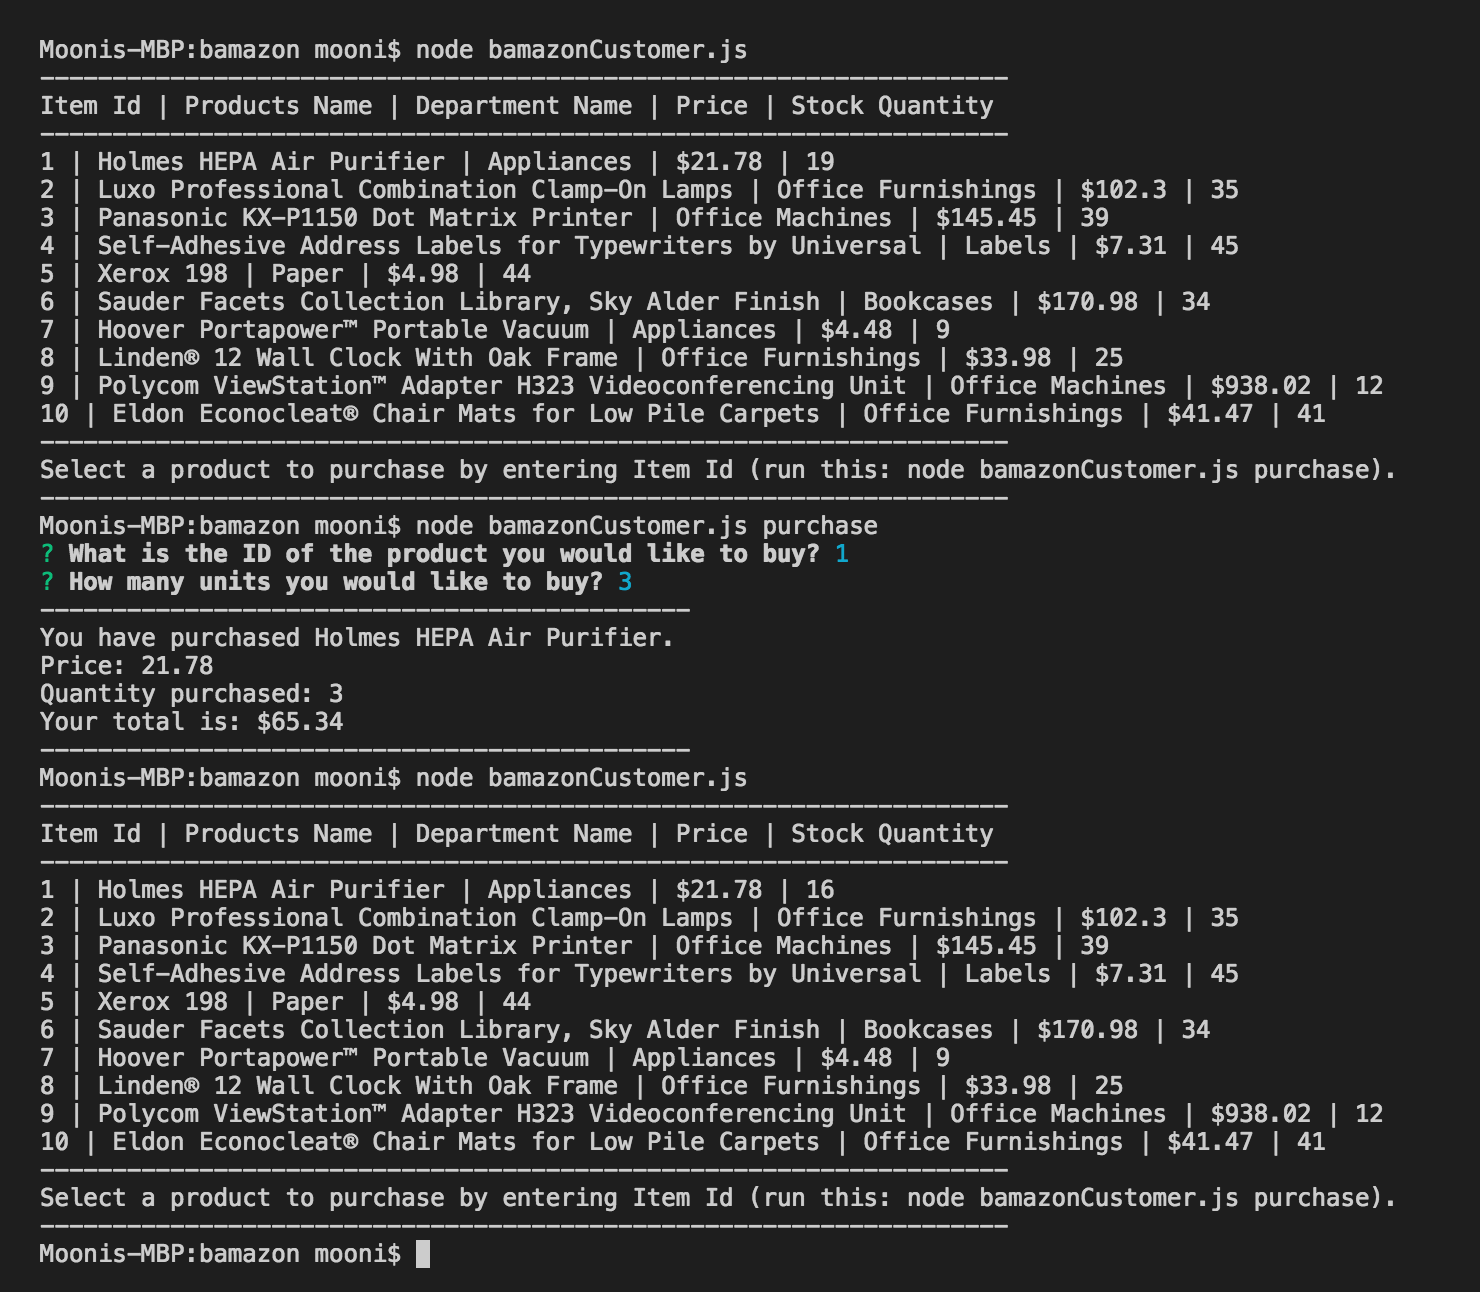 Moonis-MBP:bamazon mooni$ node bamazonCustomer.js
-------------------------------------------------------------------
Item Id | Products Name | Department Name | Price | Stock Quantity
-------------------------------------------------------------------
1 | Holmes HEPA Air Purifier | Appliances | $21.78 | 19
2 | Luxo Professional Combination Clamp-On Lamps | Office Furnishings | $102.3 | 35
3 | Panasonic KX-P1150 Dot Matrix Printer | Office Machines | $145.45 | 39
4 | Self-Adhesive Address Labels for Typewriters by Universal | Labels | $7.31 | 45
5 | Xerox 198 | Paper | $4.98 | 44
6 | Sauder Facets Collection Library, Sky Alder Finish | Bookcases | $170.98 | 34
7 | Hoover Portapower™ Portable Vacuum | Appliances | $4.48 | 9
8 | Linden® 12 Wall Clock With Oak Frame | Office Furnishings | $33.98 | 25
9 | Polycom ViewStation™ Adapter H323 Videoconferencing Unit | Office Machines | $938.02 | 12
10 | Eldon Econocleat® Chair Mats for Low Pile Carpets | Office Furnishings | $41.47 | 41
-------------------------------------------------------------------
Select a product to purchase by entering Item Id (run this: node bamazonCustomer.js purchase).
-------------------------------------------------------------------
Moonis-MBP:bamazon mooni$ node bamazonCustomer.js purchase
? What is the ID of the product you would like to buy? 1
? How many units you would like to buy? 3
---------------------------------------------
You have purchased Holmes HEPA Air Purifier.
Price: 21.78
Quantity purchased: 3
Your total is: $65.34
---------------------------------------------
Moonis-MBP:bamazon mooni$ node bamazonCustomer.js
-------------------------------------------------------------------
Item Id | Products Name | Department Name | Price | Stock Quantity
-------------------------------------------------------------------
1 | Holmes HEPA Air Purifier | Appliances | $21.78 | 16
2 | Luxo Professional Combination Clamp-On Lamps | Office Furnishings | $102.3 | 35
3 | Panasonic KX-P1150 Dot Matrix Printer | Office Machines | $145.45 | 39
4 | Self-Adhesive Address Labels for Typewriters by Universal | Labels | $7.31 | 45
5 | Xerox 198 | Paper | $4.98 | 44
6 | Sauder Facets Collection Library, Sky Alder Finish | Bookcases | $170.98 | 34
7 | Hoover Portapower™ Portable Vacuum | Appliances | $4.48 | 9
8 | Linden® 12 Wall Clock With Oak Frame | Office Furnishings | $33.98 | 25
9 | Polycom ViewStation™ Adapter H323 Videoconferencing Unit | Office Machines | $938.02 | 12
10 | Eldon Econocleat® Chair Mats for Low Pile Carpets | Office Furnishings | $41.47 | 41
-------------------------------------------------------------------
Select a product to purchase by entering Item Id (run this: node bamazonCustomer.js purchase).
-------------------------------------------------------------------
Moonis-MBP:bamazon mooni$